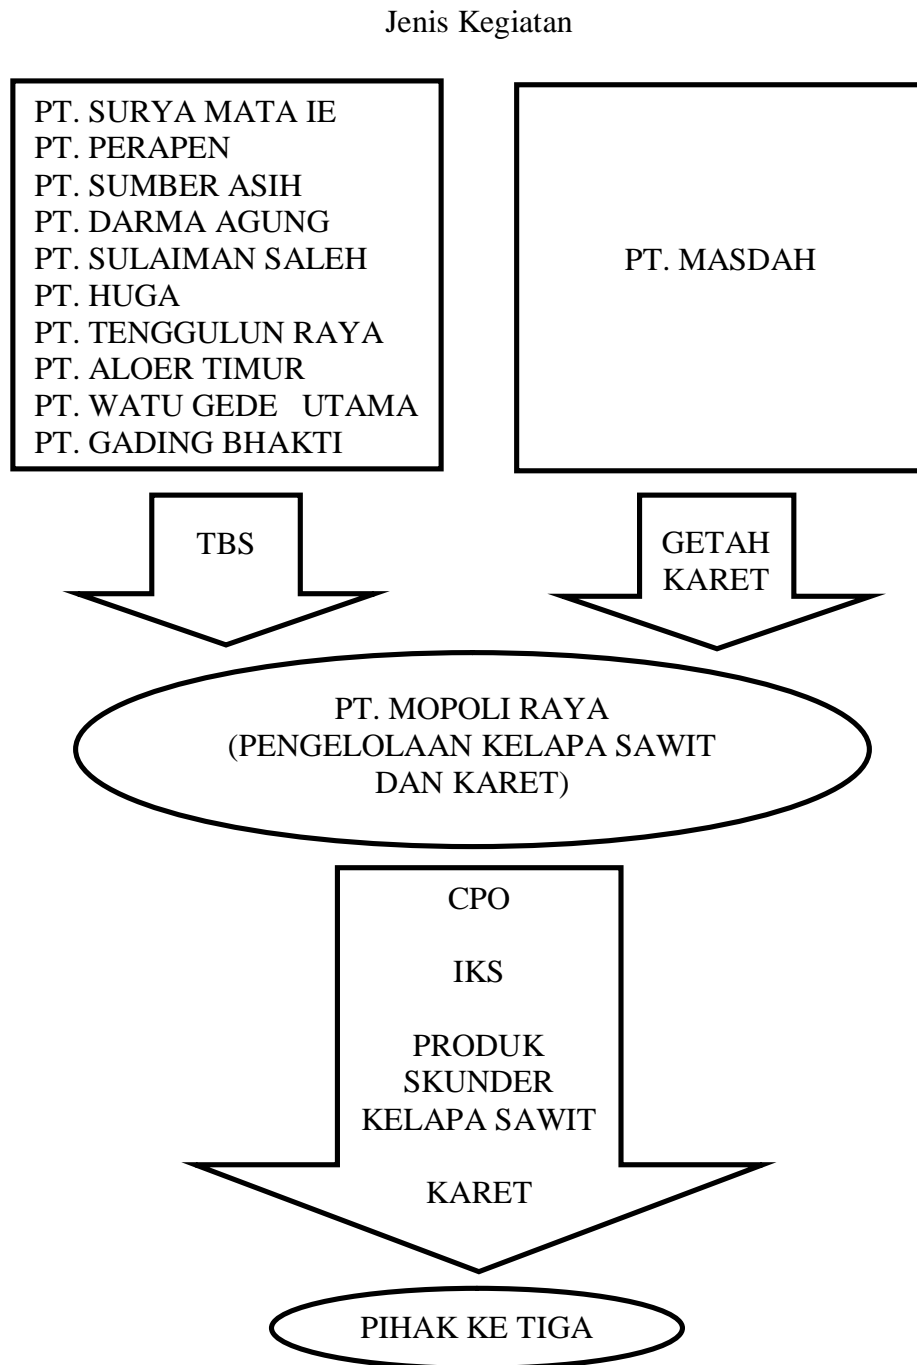 Jenis Kegiatan
PT. SURYA MATA IE
PT. PERAPEN
PT. SUMBER ASIH
PT. DARMA AGUNG
PT. SULAIMAN SALEH
PT. HUGA
PT. TENGGULUN RAYA
PT. ALOER TIMUR
PT. WATU GEDE UTAMA
PT. GADING BHAKTI
PT. MASDAH
TBS
GETAH
KARET
PT. MOPOLI RAYA
(PENGELOLAAN KELAPA SAWIT
DAN KARET)
CPO
IKS
PRODUK
SKUNDER
KELAPA SAWIT
KARET
PIHAK KE TIGA